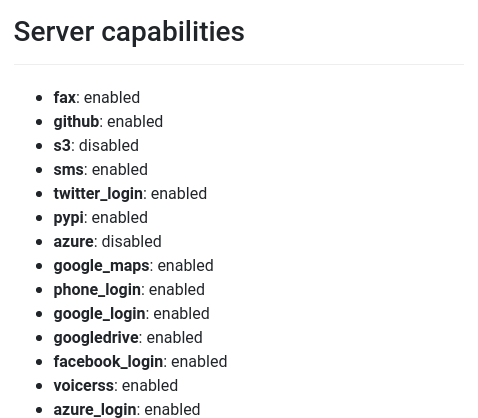 Server capabilities
fax: enabled
github: enabled
s3: disabled
sms: enabled
twitter_login: enabled
pypi: enabled
azure: disabled
google_maps: enabled
phone_login: enabled
google_login: enabled
googledrive: enabled
facebook_login: enabled
voicerss: enabled
azure_login: enabled